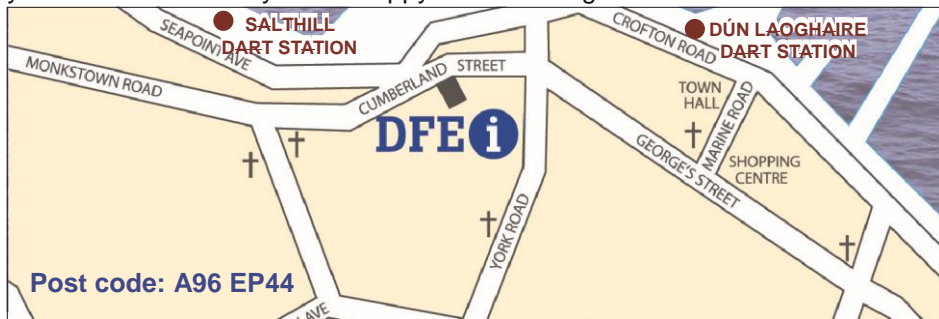 SALTHILL
DART STATION
DÚN LAOGHAIRE
DART STATION
SEAPOINT AVE
CROFTON ROAD
MONKSTOWN ROAD
CUMBERLAND STREET
TOWN
HALL
MARINE ROAD
DFEi
GEORGE'S STREET
SHOPPING
CENTRE
YORK ROAD
Post code: A96 EP44
AVE